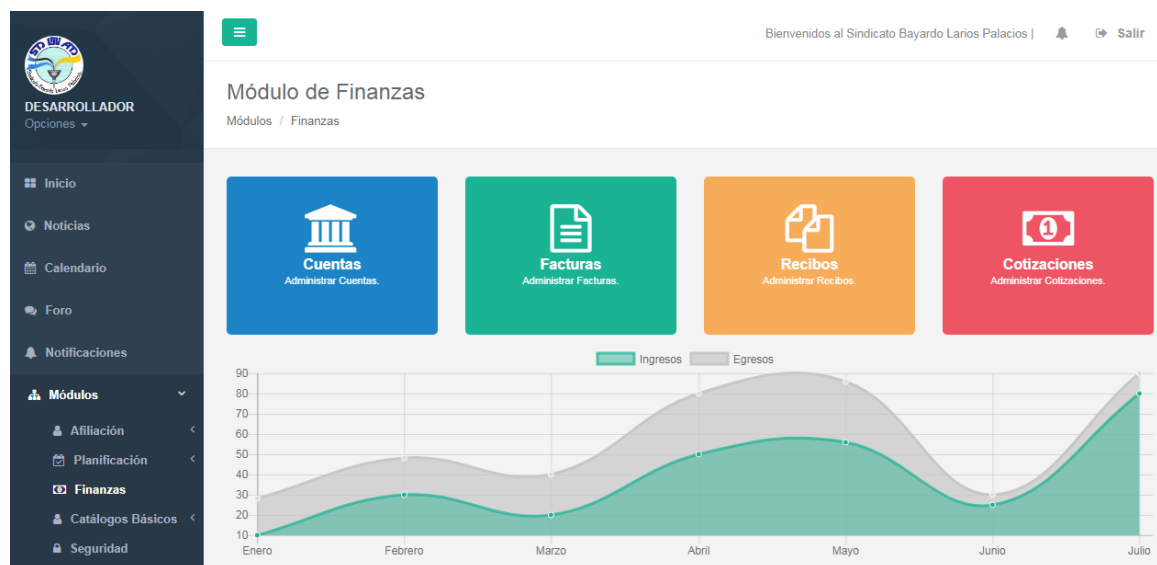 DESARROLLADOR
Opciones
Inicio
Noticias
Calendario
Foro
Notificaciones
Módulos
Afiliación
Planificación
Finanzas
Catálogos Básicos
Seguridad
Bienvenidos al Sindicato Bayardo Larios Palacios |
Salir
Módulo de Finanzas
Módulos / Finanzas
Cuentas
Administrar Cuentas.
Facturas
Administrar Facturas.
Recibos
Administrar Recibos.
1
Cotizaciones
Administrar Cotizaciones.
Ingresos Egresos
90
80
70
60
50
40
30
20
10
Enero Febrero Marzo Abril Mayo Junio Julio